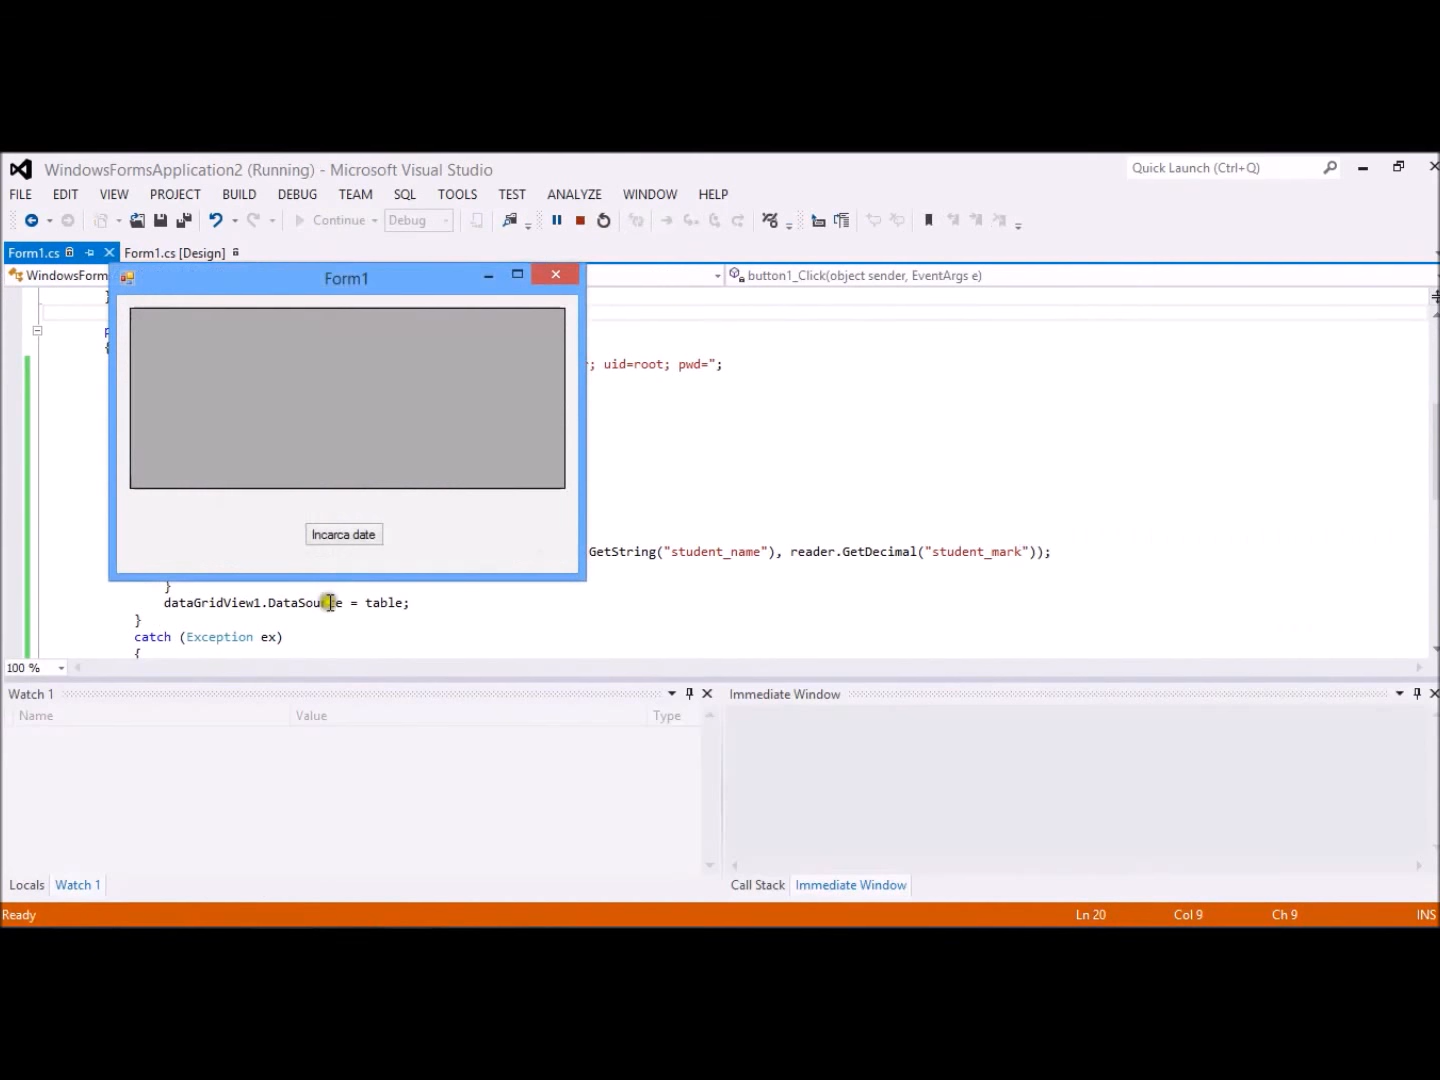 WindowsFormsApplication2 (Running) - Microsoft Visual Studio
Quick Launch (Ctrl+Q)
FILE EDIT VIEW PROJECT BUILD DEBUG TEAM SQL TOOLS TEST ANALYZE WINDOW HELP
Continue Debug
Form1.cs Form1.cs [Design]
WindowsForm button1_Click(object sender, EventArgs e)
Form1
}
{
; uid=root; pwd=";
Incarca date
GetString("student_name"), reader.GetDecimal("student_mark"));
}
dataGridView1.DataSource = table;
}
catch (Exception ex)
{
100 %
Watch 1 Immediate Window
Name Value Type
Locals Watch 1 Call Stack Immediate Window
Ready Ln 20 Col 9 Ch 9 INS